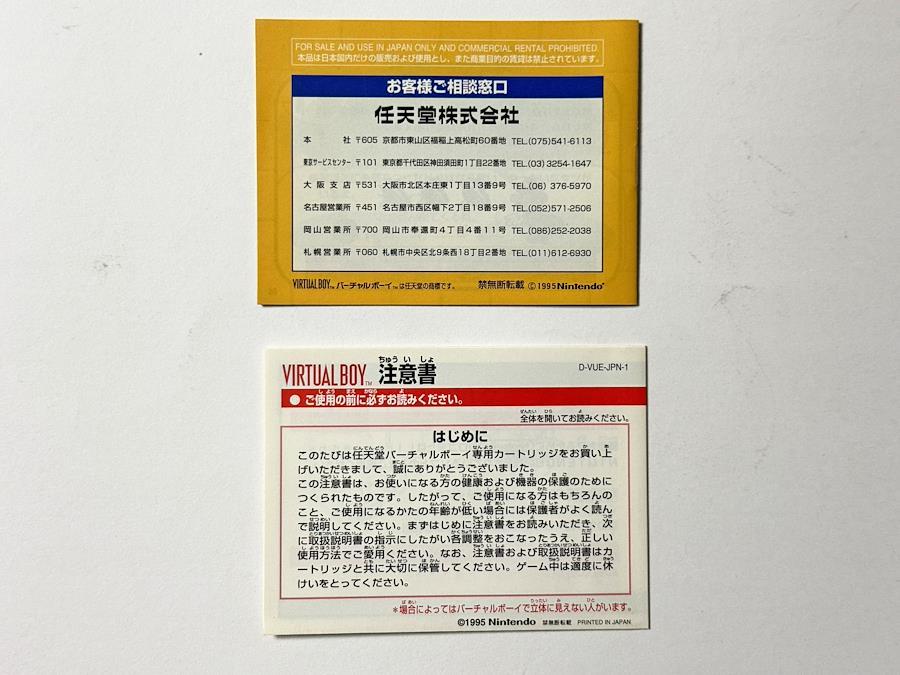 FOR SALE AND USE IN JAPAN ONLY AND COMMERCIAL RENTAL PROHIBITED.
本品は日本国内だけの販売および使用とし、また商業目的の賃貸は禁止されています。
お客様ご相談窓口
任天堂株式会社
本 社 〒605 京都市東山区福稲上高松町60番地 TEL.(075)541-6113
東京サービスセンター 〒101 東京都千代田区神田須田町1丁目22番地 TEL.(03)3254-1647
大阪支店 〒531 大阪市北区本庄東1丁目13番9号 TEL.(06) 376-5970
名古屋営業所 〒451 名古屋市西区幅下2丁目18番9号 TEL.(052)571-2506
岡山営業所 〒700 岡山市奉還町4丁目4番11号 TEL.(086)252-2038
札幌営業所 〒060 札幌市中央区北9条西18丁目2番地 TEL.(011)612-6930
VIRTUAL BOY™ バーチャルボーイ™は任天堂の商標です。 禁無断転載 ©1995 Nintendo
ちゅう い しょ
VIRTUAL BOY™ 注意書 D-VUE-JPN-1
● ご使用の前に必ずお読みください。
全体を開いてお読みください。
はじめに
このたびは任天堂バーチャルボーイ専用カートリッジをお買い上
げいただきまして、誠にありがとうございました。
この注意書は、お使いになる方の健康および機器の保護のために
つくられたものです。したがって、ご使用になる方はもちろんの
こと、ご使用になるかたの年齢が低い場合には保護者がよく読ん
で説明してください。まずはじめに注意書をお読みいただき、次
に取扱説明書の指示にしたがい各調整をおこなったうえ、正しい
使用方法でご愛用ください。なお、注意書および取扱説明書はカ
ートリッジと共に大切に保管してください。ゲーム中は適度に休
けいをとってください。
*場合によってはバーチャルボーイで立体に見えない人がいます。
©1995 Nintendo 禁無断転載 PRINTED IN JAPAN